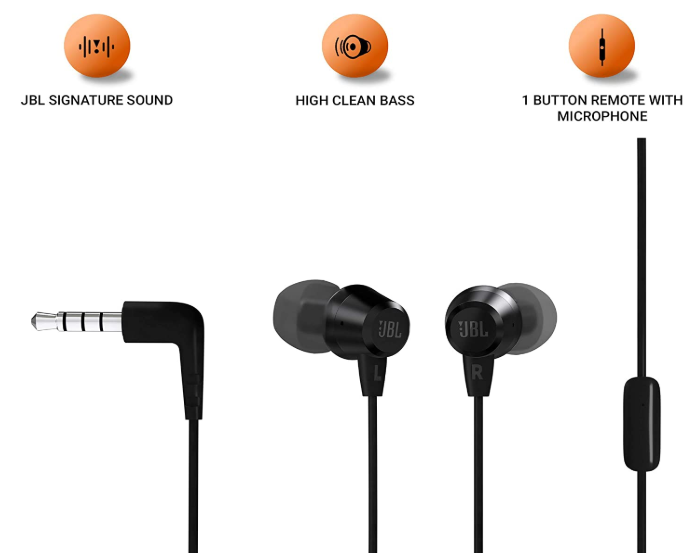 JBL SIGNATURE SOUND
HIGH CLEAN BASS
1 BUTTON REMOTE WITH
MICROPHONE
JBL
JBL
L
R